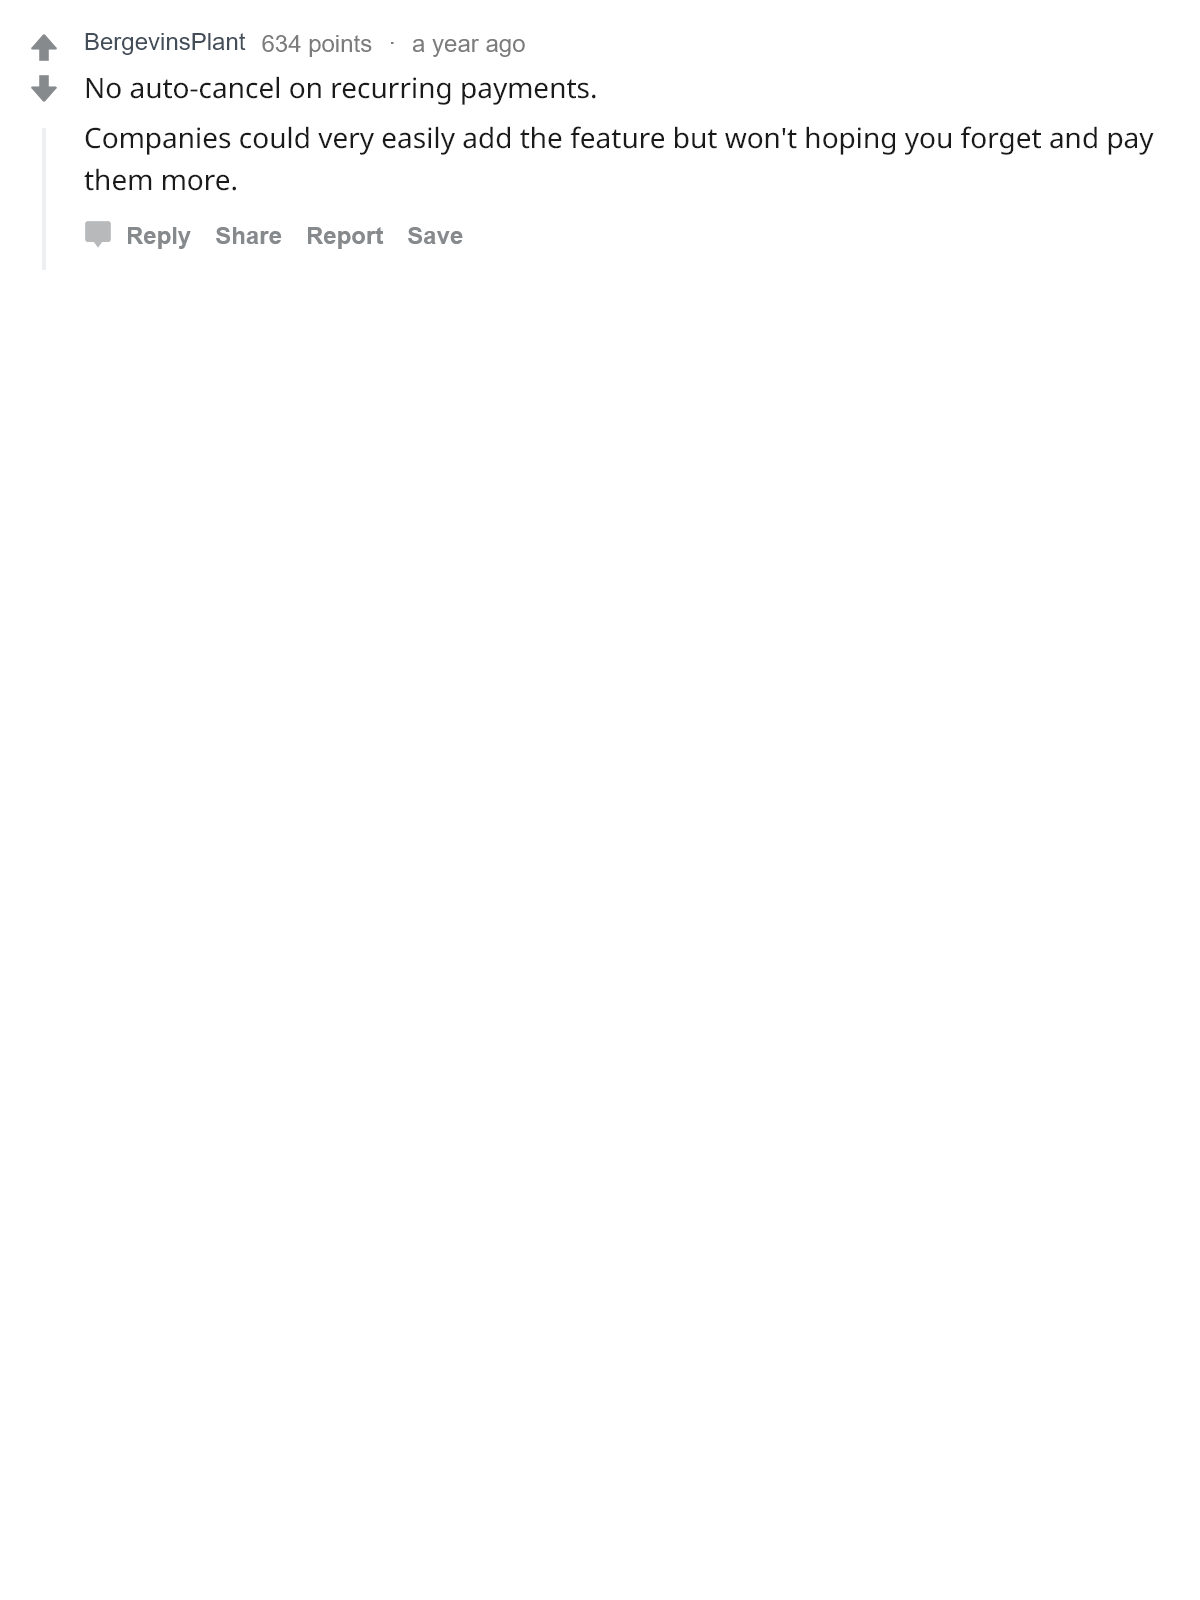 BergevinsPlant 634 points · a year ago
No auto-cancel on recurring payments.
Companies could very easily add the feature but won't hoping you forget and pay
them more.
Reply Share Report Save